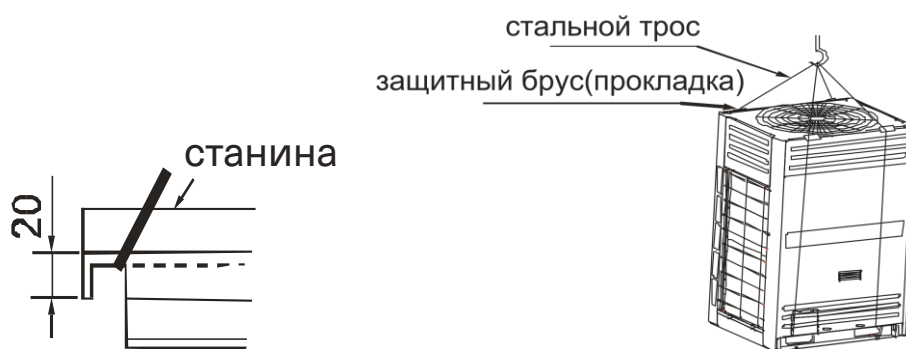 стальной трос
защитный брус(прокладка)
станина
20